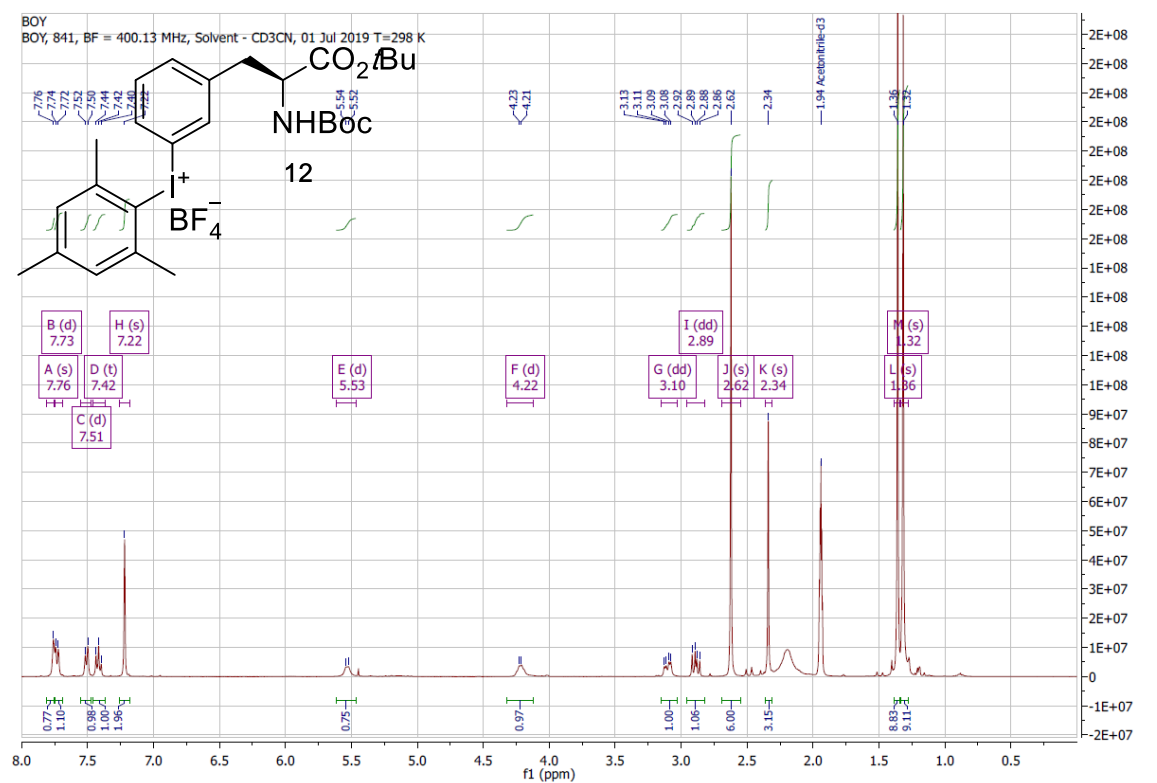 BOY
BOY, 841, BF = 400.13 MHz, Solvent - CD3CN, 01 Jul 2019 T=298 K
CO2tBu
NHBoc
12
I+
BF4−
7.76
7.74
7.72
7.52
7.50
7.44
7.42
7.40
7.22
5.54
5.52
4.23
4.21
3.13
3.11
3.09
3.08
2.92
2.89
2.88
2.86
2.62
2.34
1.94 Acetonitrile-d3
1.36
1.32
B (d)
7.73
H (s)
7.22
I (dd)
2.89
M (s)
1.32
A (s)
7.76
D (t)
7.42
E (d)
5.53
F (d)
4.22
G (dd)
3.10
J (s)
2.62
K (s)
2.34
L (s)
1.36
C (d)
7.51
2E+08
2E+08
2E+08
2E+08
2E+08
2E+08
2E+08
2E+08
1E+08
1E+08
1E+08
1E+08
1E+08
9E+07
8E+07
7E+07
6E+07
5E+07
4E+07
3E+07
2E+07
1E+07
0
-1E+07
-2E+07
0.77
1.10
0.98
1.00
1.96
0.75
0.97
1.00
1.06
6.00
3.15
8.83
9.11
8.0 7.5 7.0 6.5 6.0 5.5 5.0 4.5 4.0 3.5 3.0 2.5 2.0 1.5 1.0 0.5
f1 (ppm)